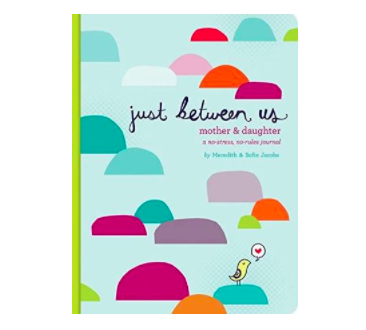 just between us
mother & daughter
a no-stress, no-rules journal
by Meredith & Sofie Jacobs